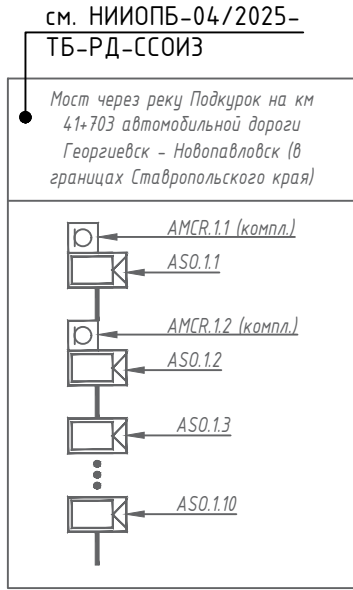 см. НИИОПБ-04/2025-
ТБ-РД-ССОИЗ
Мост через реку Подкурок на км
41+703 автомобильной дороги
Георгиевск - Новопавловск (в
границах Ставропольского края)
AMCR.1.1 (компл.)
ASO.1.1
AMCR.1.2 (компл.)
ASO.1.2
ASO.1.3
ASO.1.10